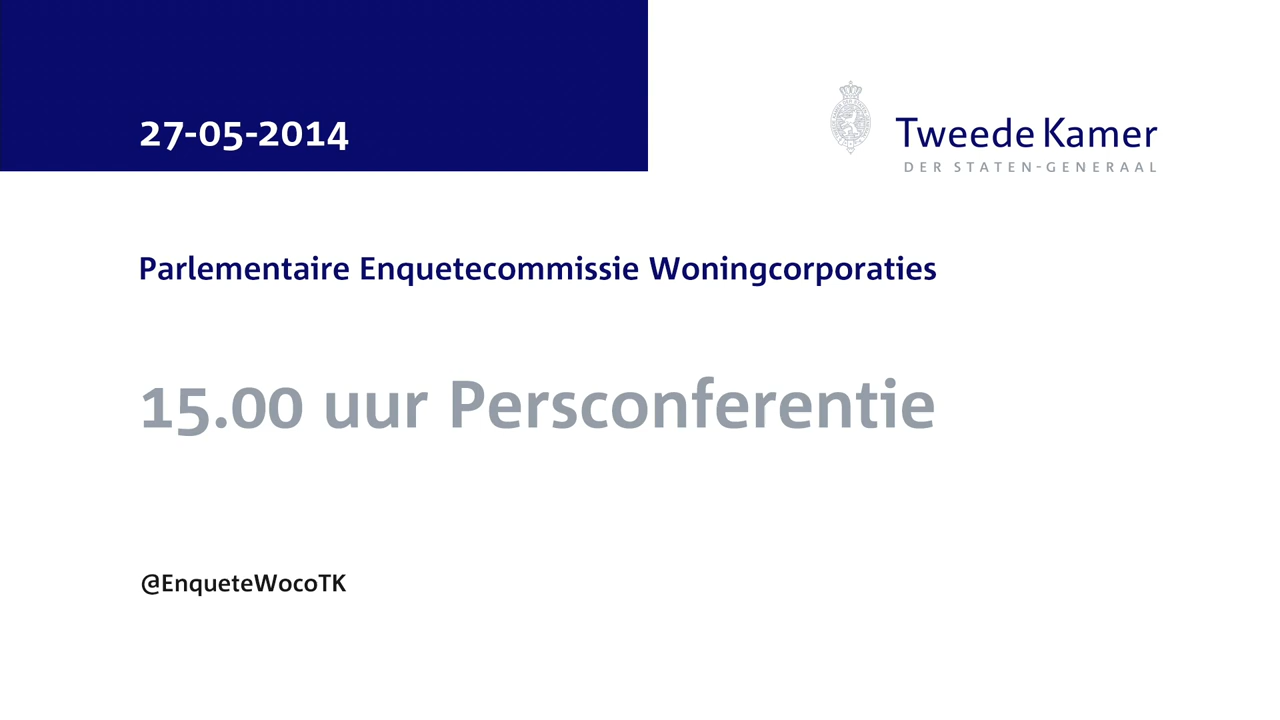 27-05-2014
Tweede Kamer
DER STATEN-GENERAAL
Parlementaire Enquetecommissie Woningcorporaties
15.00 uur Persconferentie
@EnqueteWocoTK